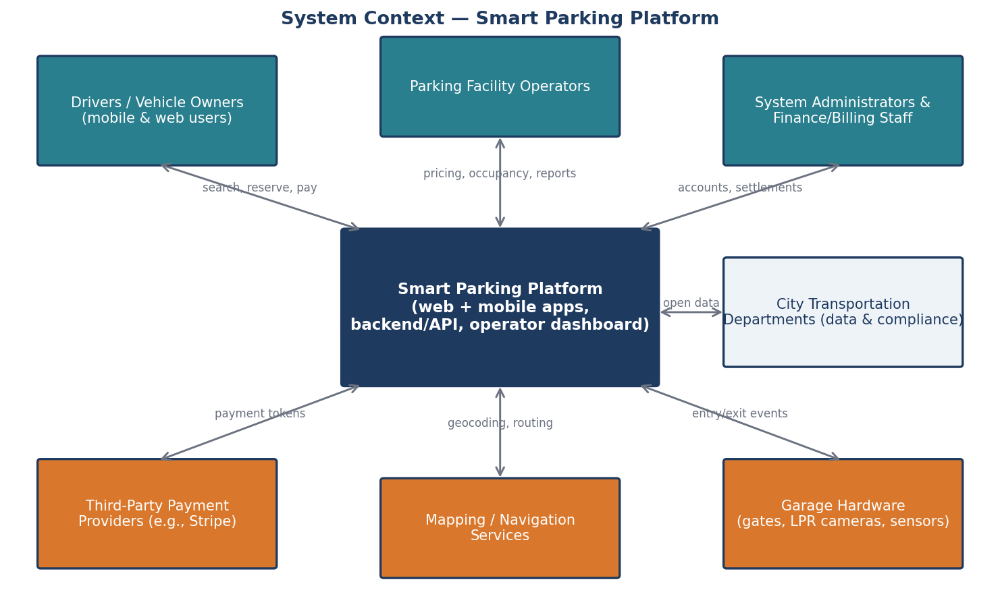 System Context — Smart Parking Platform
Drivers / Vehicle Owners
(mobile & web users)
Parking Facility Operators
System Administrators &
Finance/Billing Staff
search, reserve, pay
pricing, occupancy, reports
accounts, settlements
Smart Parking Platform
(web + mobile apps,
backend/API, operator dashboard)
open data
City Transportation
Departments (data & compliance)
payment tokens
geocoding, routing
entry/exit events
Third-Party Payment
Providers (e.g., Stripe)
Mapping / Navigation
Services
Garage Hardware
(gates, LPR cameras, sensors)